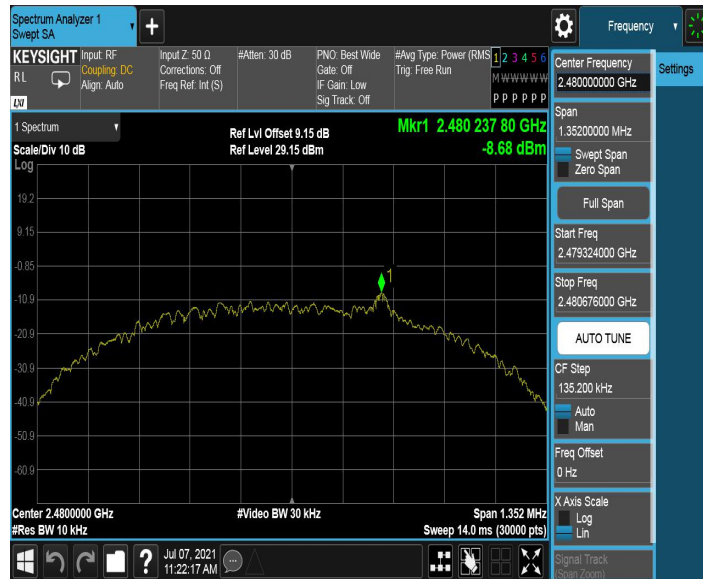 Spectrum Analyzer 1
Swept SA
Frequency
KEYSIGHT
RL
LXI
Input: RF
Coupling: DC
Align: Auto
Input Z: 50 Ω
Corrections: Off
Freq Ref: Int (S)
#Atten: 30 dB
PNO: Best Wide
Gate: Off
IF Gain: Low
Sig Track: Off
#Avg Type: Power (RMS
Trig: Free Run
1 2 3 4 5 6
M W W W W W
P P P P P P
1 Spectrum
Scale/Div 10 dB
Log
Ref Lvl Offset 9.15 dB
Ref Level 29.15 dBm
Mkr1 2.480 237 80 GHz
-8.68 dBm
19.2
9.15
-0.85
-10.9
-20.9
-30.9
-40.9
-50.9
-60.9
1
Center 2.4800000 GHz
#Res BW 10 kHz
#Video BW 30 kHz
Span 1.352 MHz
Sweep 14.0 ms (30000 pts)
Jul 07, 2021
11:22:17 AM
?
Center Frequency
2.480000000 GHz
Settings
Span
1.35200000 MHz
Swept Span
Zero Span
Full Span
Start Freq
2.479324000 GHz
Stop Freq
2.480676000 GHz
AUTO TUNE
CF Step
135.200 kHz
Auto
Man
Freq Offset
0 Hz
X Axis Scale
Log
Lin
Signal Track
(Span Zoom)